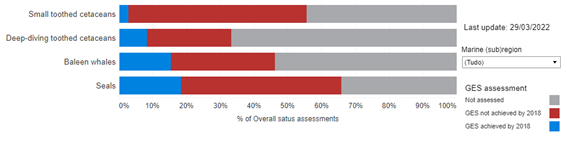 Small toothed cetaceans
Deep-diving toothed cetaceans
Baleen whales
Seals
0% 10% 20% 30% 40% 50% 60% 70% 80% 90% 100%
% of Overall satus assessments
Last update: 29/03/2022
Marine (sub)region
(Tudo)
GES assessment
Not assessed
GES not achieved by 2018
GES achieved by 2018